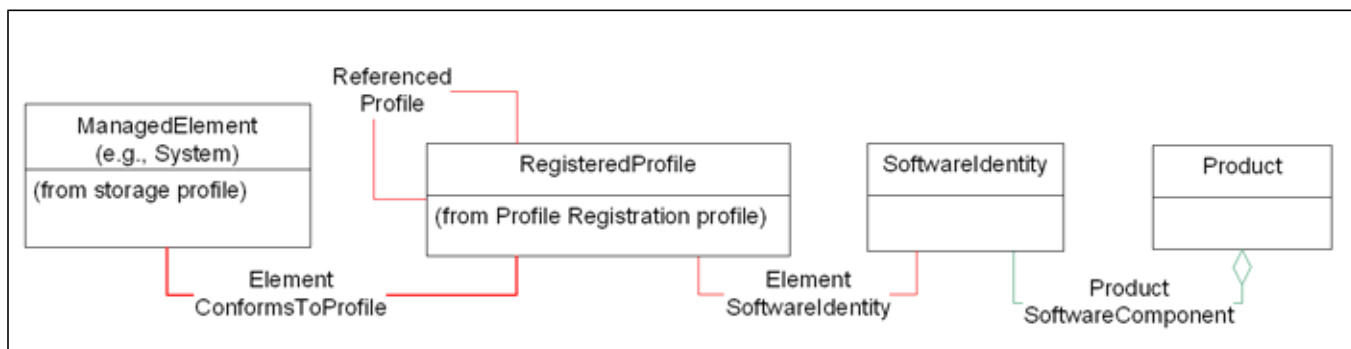 Referenced
Profile
ManagedElement
(e.g., System)
(from storage profile)
RegisteredProfile
(from Profile Registration profile)
SoftwareIdentity
Product
Element
ConformsToProfile
Element
SoftwareIdentity
Product
SoftwareComponent